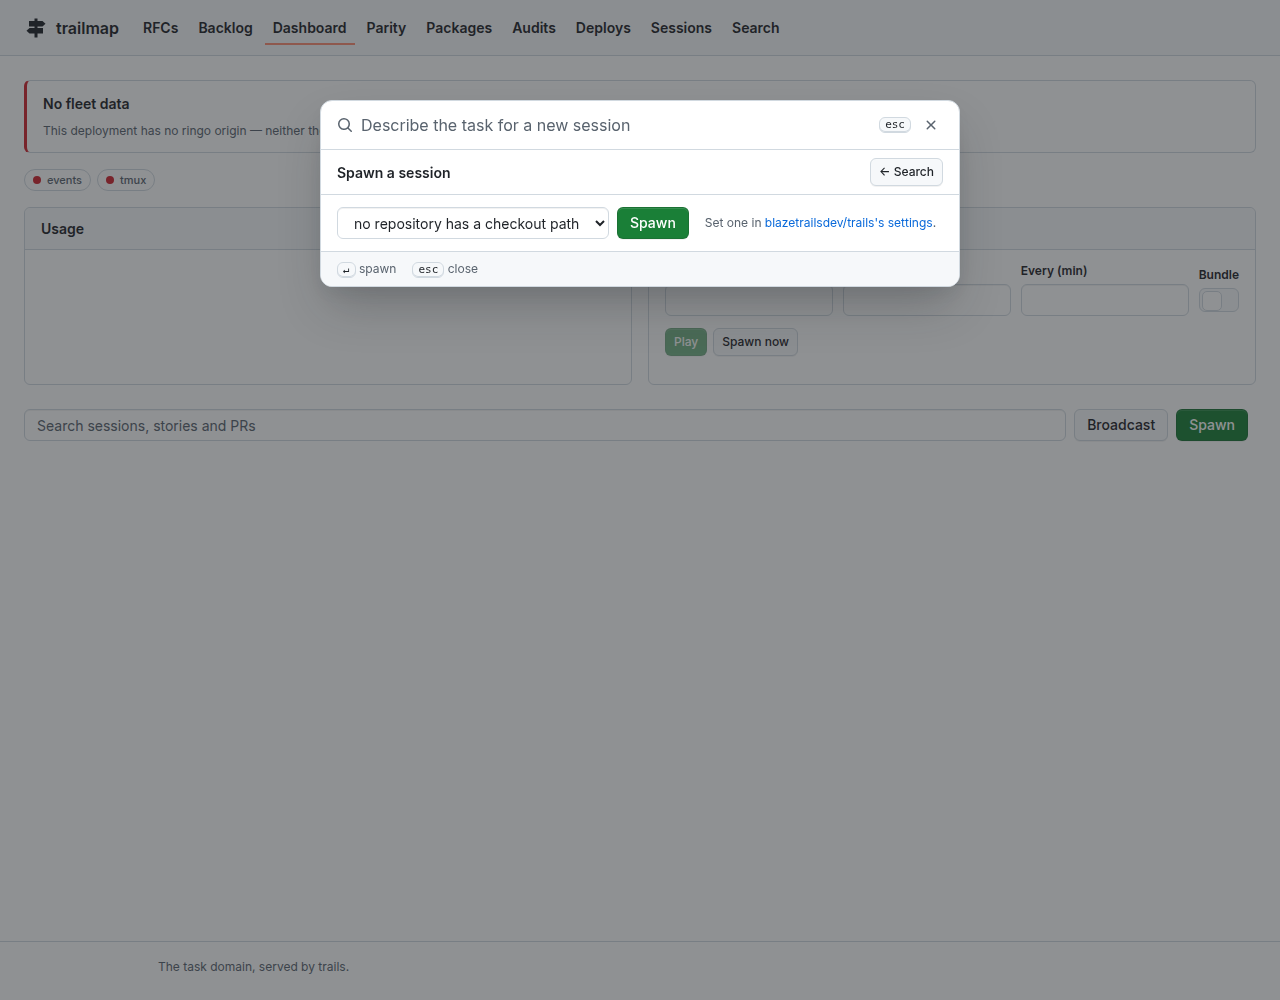 trailmap RFCs Backlog Dashboard Parity Packages Audits Deploys Sessions Search
No fleet data
This deployment has no ringo origin — neither th
events tmux
Usage
Describe the task for a new session esc
Spawn a session ← Search
no repository has a checkout path Spawn Set one in blazetrailsdev/trails's settings.
↵ spawn esc close
Every (min) Bundle
Play Spawn now
Search sessions, stories and PRs Broadcast Spawn
The task domain, served by trails.